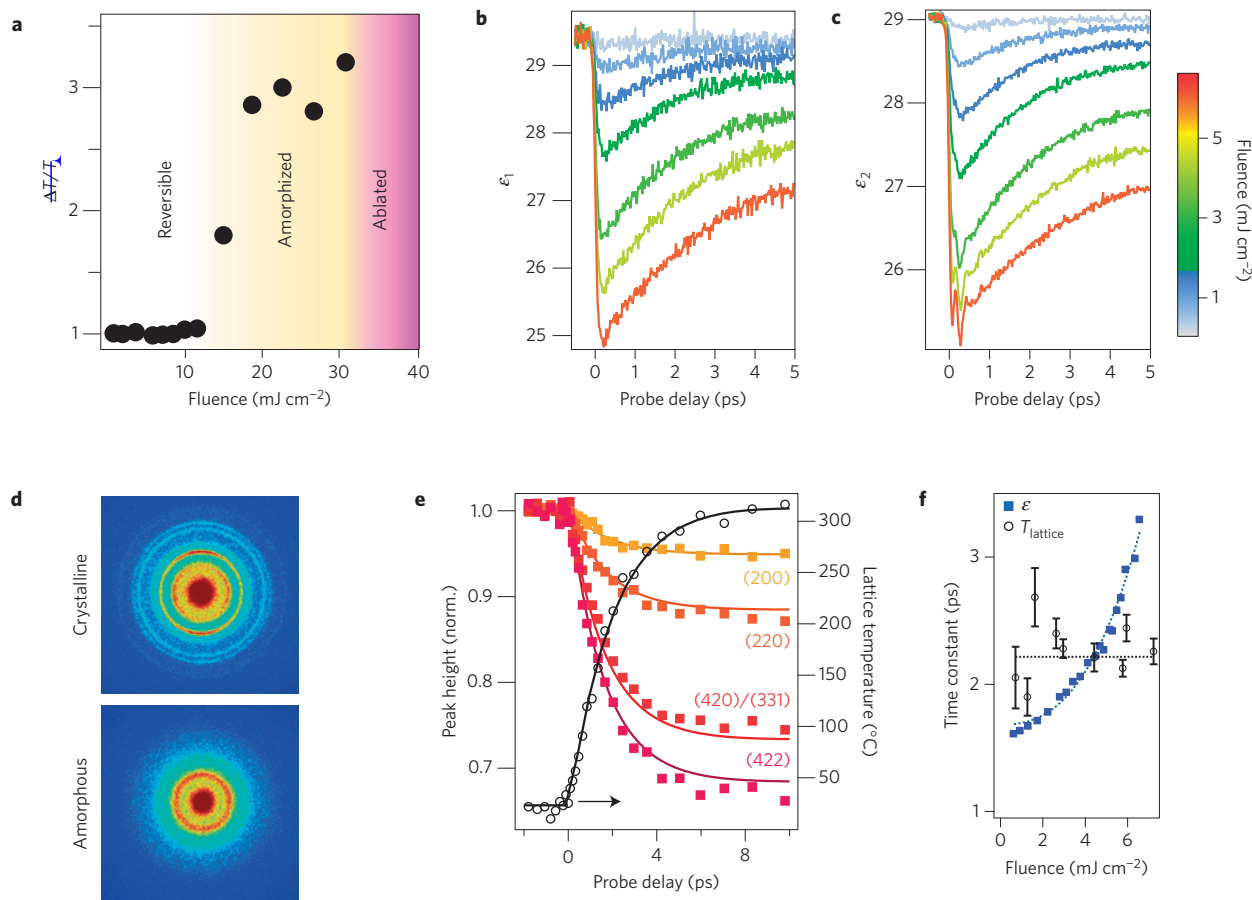 a
ΔT/T
3
2
1
Reversible
Amorphized
Ablated
10
20
30
40
Fluence (mJ cm⁻²)
b
ε₁
29
28
27
26
25
0
1
2
3
4
5
Probe delay (ps)
c
ε₂
29
28
27
26
0
1
2
3
4
5
Probe delay (ps)
5
3
1
Fluence (mJ cm⁻²)
d
Crystalline
Amorphous
e
Peak height (norm.)
1.0
0.9
0.8
0.7
(200)
(220)
(420)/(331)
(422)
300
250
200
150
100
50
Lattice temperature (°C)
0
4
8
Probe delay (ps)
f
ε
T_lattice
Time constant (ps)
3
2
1
0
2
4
6
Fluence (mJ cm⁻²)